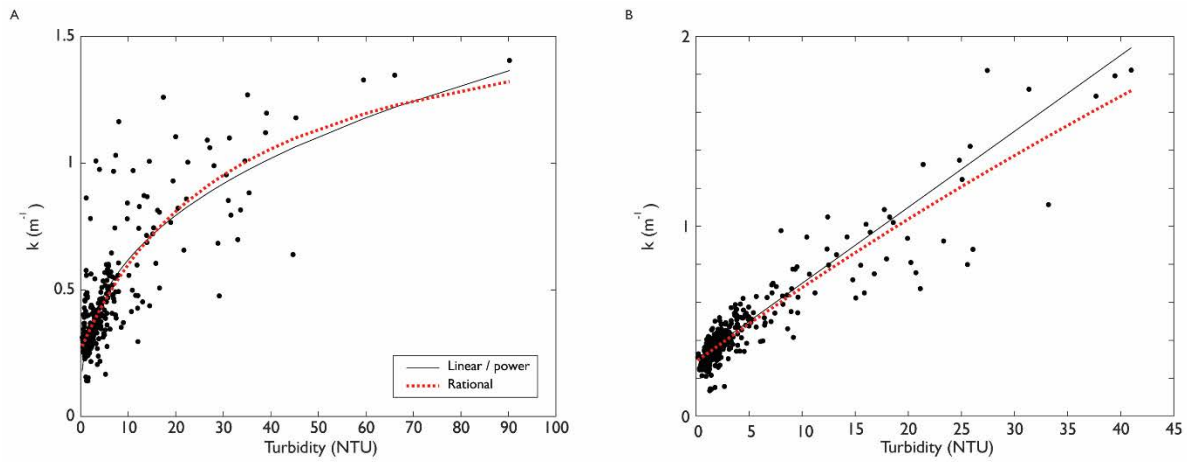 A
1.5
1
0.5
0
k (m⁻¹)
0 10 20 30 40 50 60 70 80 90 100
Turbidity (NTU)
Linear / power
Rational
B
2
1
0
k (m⁻¹)
0 5 10 15 20 25 30 35 40 45
Turbidity (NTU)